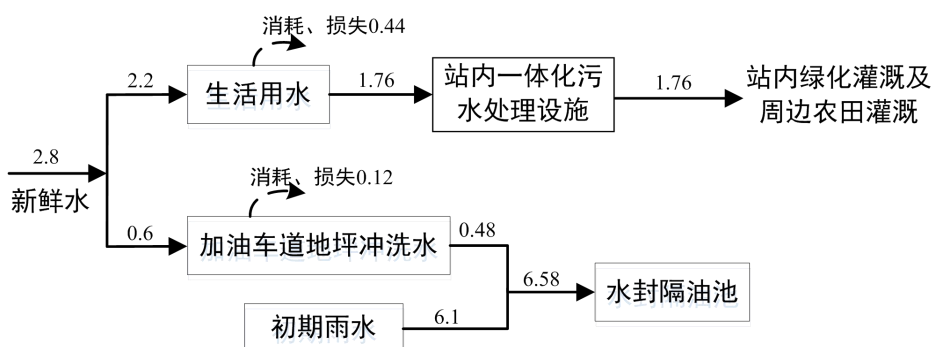 消耗、损失0.44
2.2
生活用水
1.76
站内一体化污
水处理设施
1.76
站内绿化灌溉及
周边农田灌溉
2.8
新鲜水
消耗、损失0.12
0.6
加油车道地坪冲洗水
0.48
6.58
水封隔油池
初期雨水
6.1